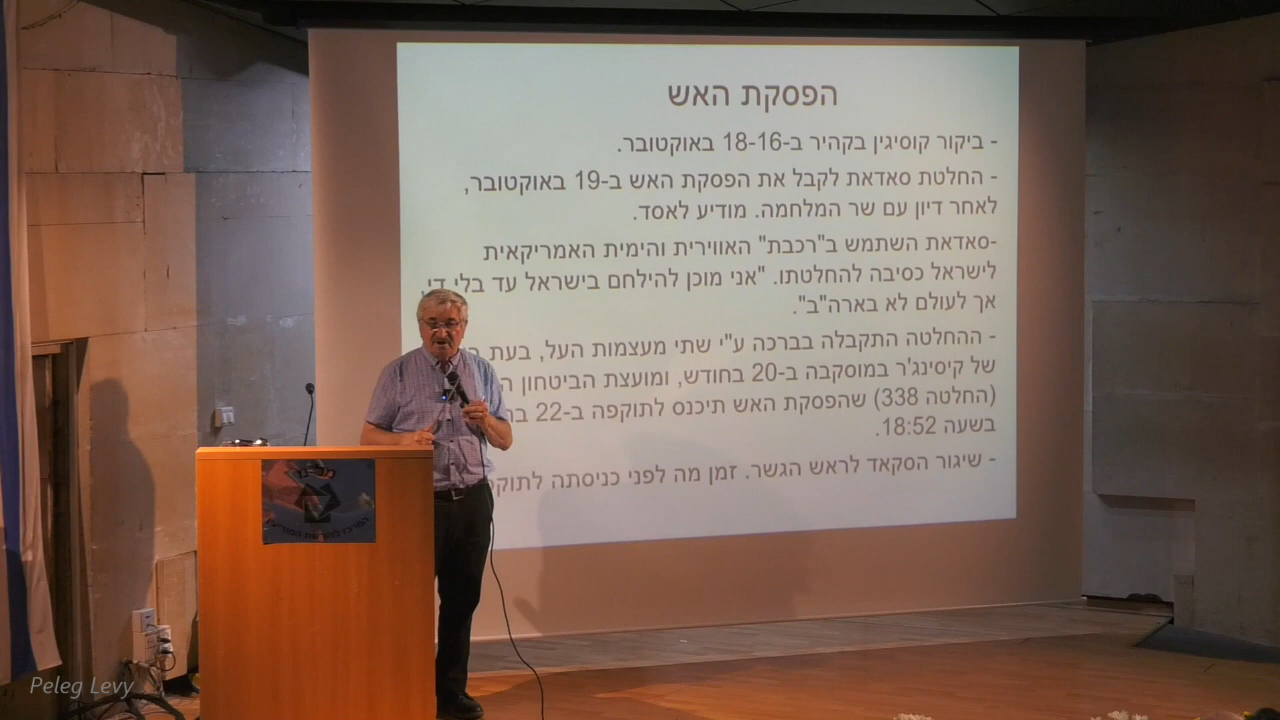 הפסקת האש
- ביקור קוסיגין בקהיר ב-18-16 באוקטובר.
- החלטת סאדאת לקבל את הפסקת האש ב-19 באוקטובר,
לאחר דיון עם שר המלחמה. מודיע לאסד.
-סאדאת השתמש ב"רכבת" האווירית והימית האמריקאית
לישראל כסיבה להחלטתו. "אני מוכן להילחם בישראל עד בלי די,
אך לעולם לא בארה"ב".
- ההחלטה התקבלה בברכה ע"י שתי מעצמות העל, בעת
של קיסינג'ר במוסקבה ב-20 בחודש, ומועצת הביטחון
(החלטה 338) שהפסקת האש תיכנס לתוקפה ב-22
בשעה 18:52.
- שיגור הסקאד לראש הגשר. זמן מה לפני כניסתה
Peleg Levy